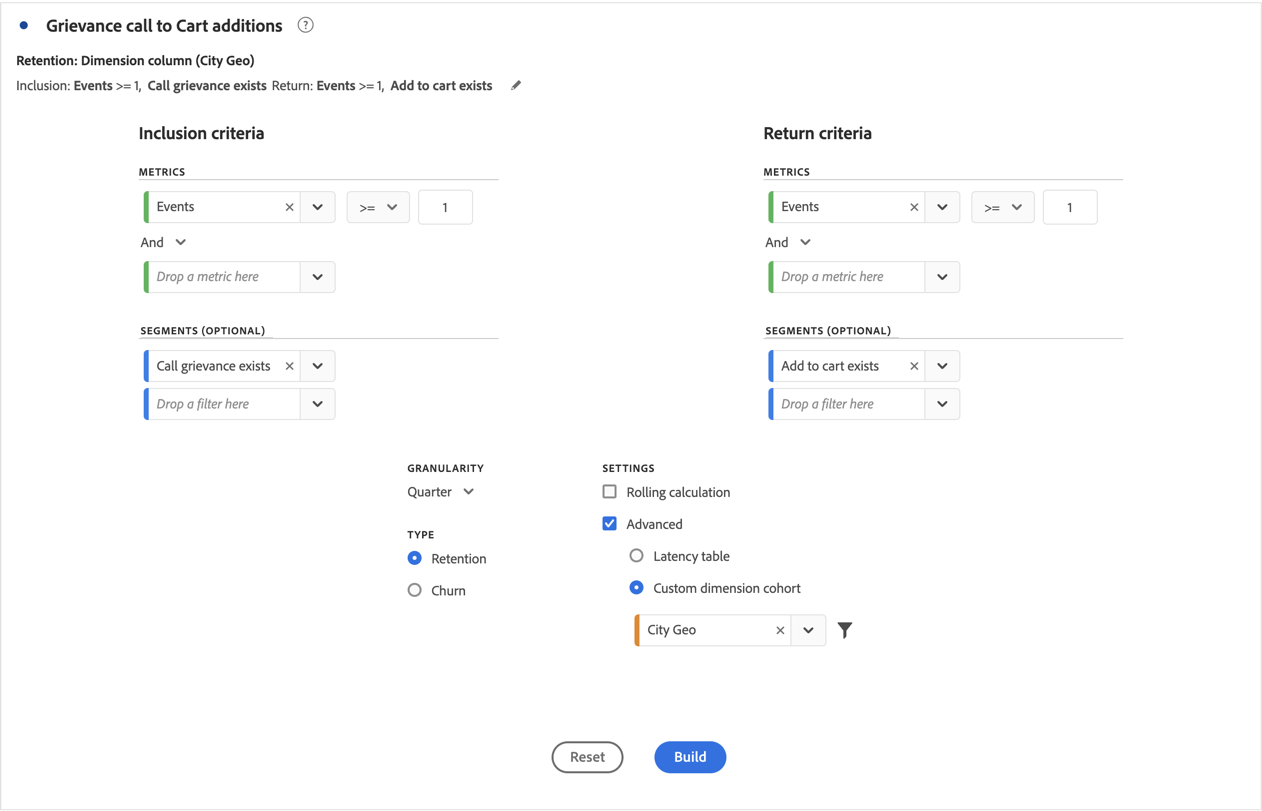 Grievance call to Cart additions ?
Retention: Dimension column (City Geo)
Inclusion: Events >= 1, Call grievance exists Return: Events >= 1, Add to cart exists
Inclusion criteria
METRICS
Events >= 1
And
Drop a metric here
SEGMENTS (OPTIONAL)
Call grievance exists
Drop a filter here
Return criteria
METRICS
Events >= 1
And
Drop a metric here
SEGMENTS (OPTIONAL)
Add to cart exists
Drop a filter here
GRANULARITY
Quarter
TYPE
Retention
Churn
SETTINGS
Rolling calculation
Advanced
Latency table
Custom dimension cohort
City Geo
Reset
Build